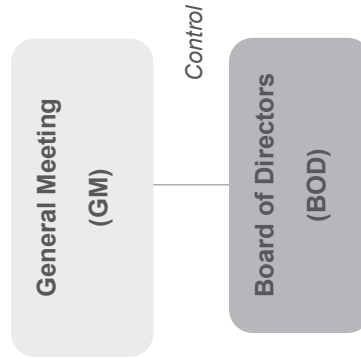 General Meeting
(GM)
Control
Board of Directors
(BOD)